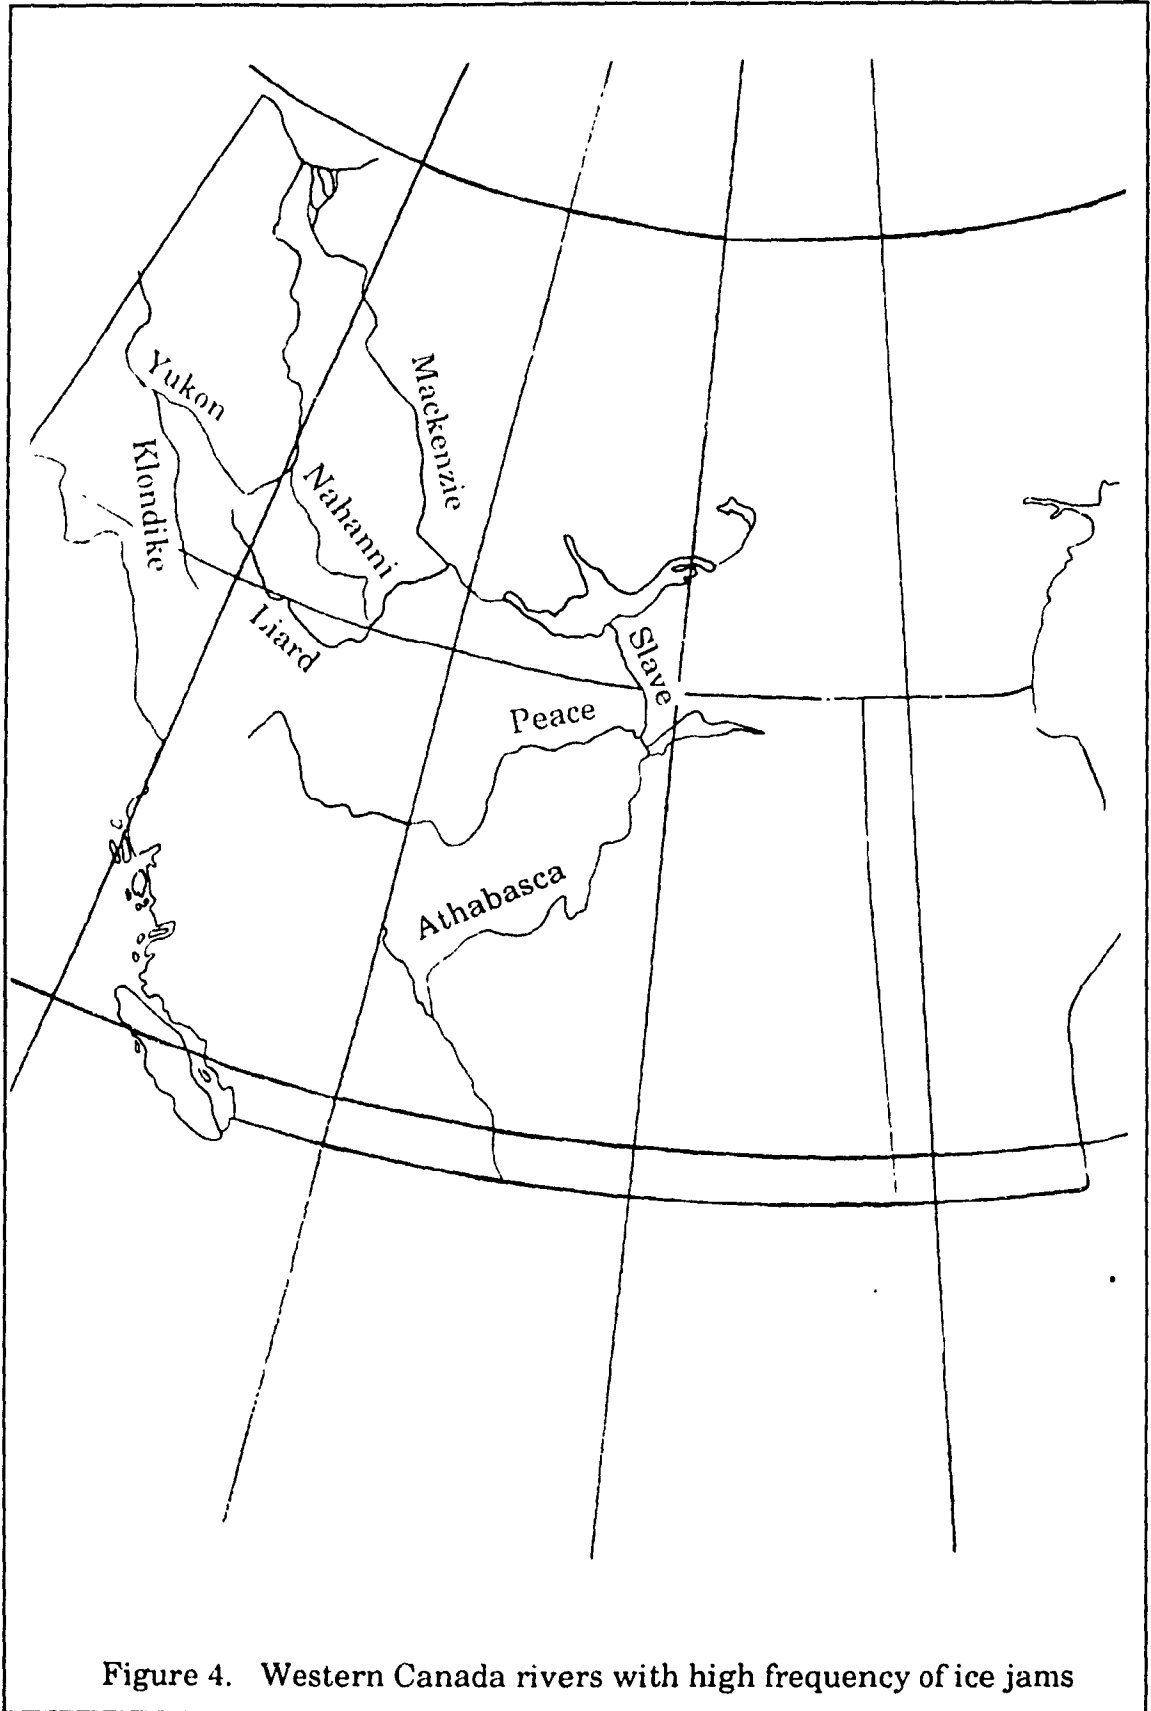 Yukon
Mackenzie
Klondike
Nahanni
Liard
Slave
Peace
Athabasca
Figure 4. Western Canada rivers with high frequency of ice jams